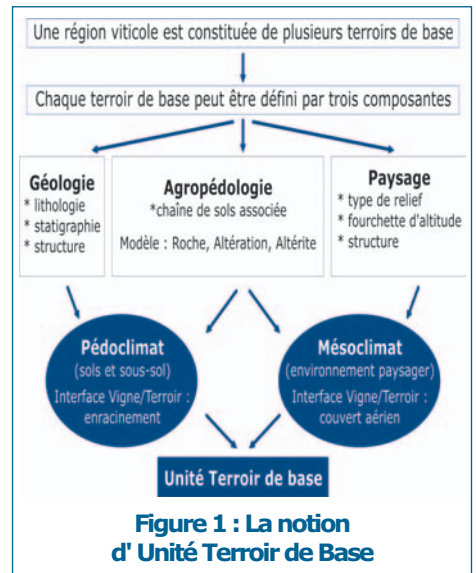 Une région viticole est constituée de plusieurs terroirs de base
Chaque terroir de base peut être défini par trois composantes
Géologie
* lithologie
* statigraphie
* structure
Agropédologie
*chaîne de sols associée
Modèle : Roche, Altération, Altérite
Paysage
* type de relief
* fourchette d'altitude
* structure
Pédoclimat
(sols et sous-sol)
Interface Vigne/Terroir :
enracinement
Mésoclimat
(environnement paysager)
Interface Vigne/Terroir :
couvert aérien
Unité Terroir de base
Figure 1 : La notion
d' Unité Terroir de Base